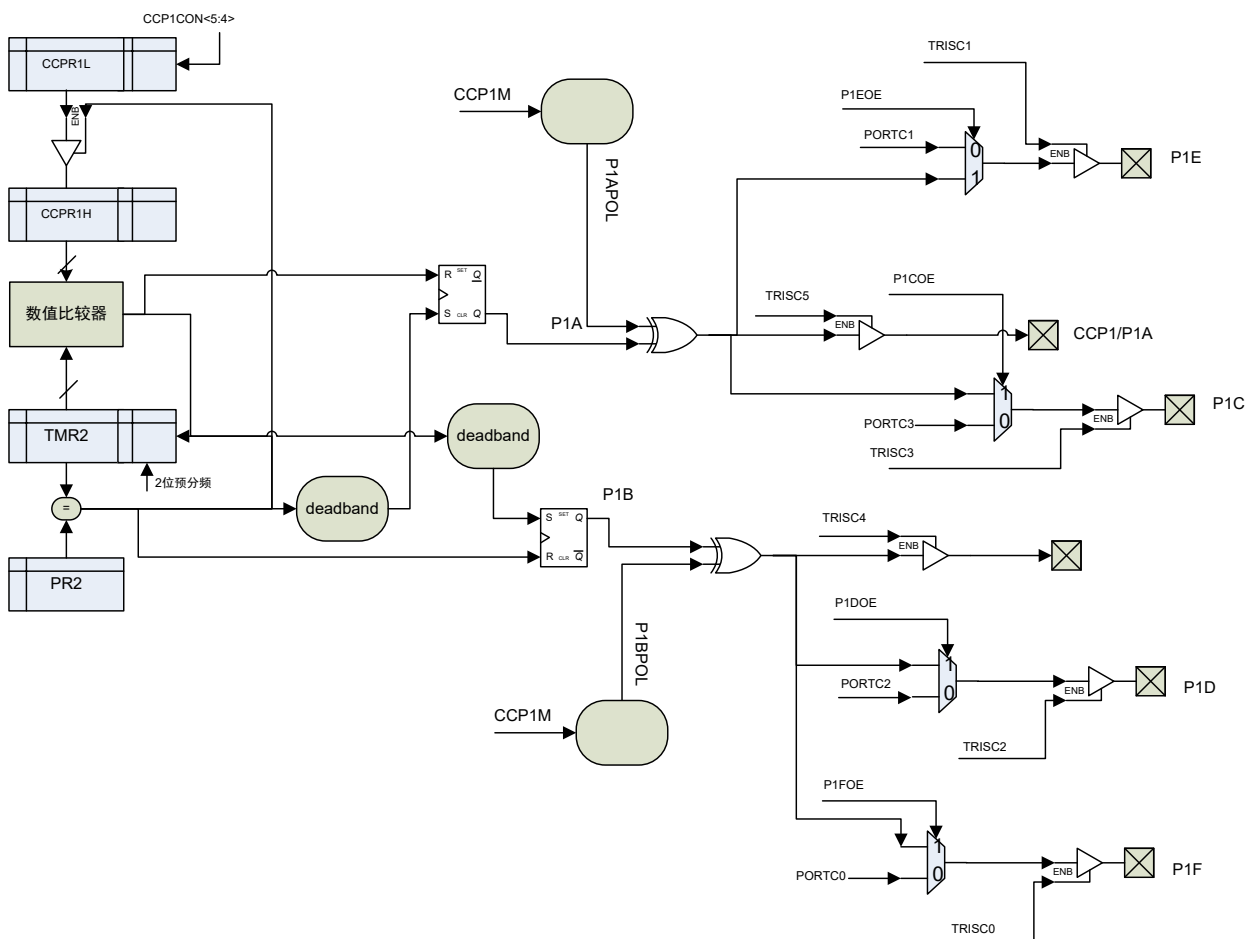 CCP1CON<5:4>
CCPR1L
ENB
CCPR1H
数值比较器
TMR2
2位预分频
=
PR2
deadband
deadband
CCP1M
P1APOL
R SET Q
S CLR Q
P1A
P1B
S SET Q
R CLR Q
P1BPOL
CCP1M
TRISC1
P1EOE
PORTC1
0
1
ENB
P1E
TRISC5
ENB
CCP1/P1A
P1COE
1
0
PORTC3
TRISC3
ENB
P1C
TRISC4
ENB
P1DOE
1
0
PORTC2
TRISC2
ENB
P1D
P1FOE
1
0
PORTC0
TRISC0
ENB
P1F